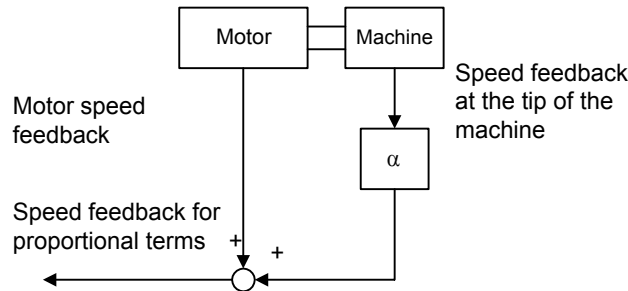 Motor
Machine
Speed feedback
at the tip of the
machine
Motor speed
feedback
α
Speed feedback for
proportional terms
+
+